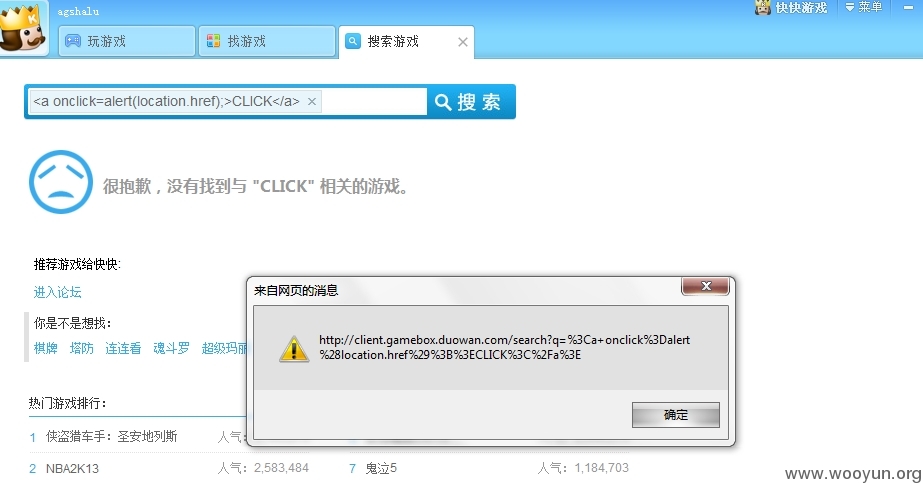 agshalu
快快游戏 菜单
玩游戏 找游戏 搜索游戏
<a onclick=alert(location.href);>CLICK</a> ×
搜 索
很抱歉，没有找到与 "CLICK" 相关的游戏。
推荐游戏给快快:
进入论坛
你是不是想找：
棋牌 塔防 连连看 魂斗罗 超级玛丽
来自网页的消息
http://client.gamebox.duowan.com/search?q=%3Ca+onclick%3Dalert
%28location.href%29%3B%3ECLICK%3C%2Fa%3E
确定
热门游戏排行：
1 侠盗猎车手：圣安地列斯 人气：
2 NBA2K13 人气：2,583,484 7 鬼泣5 人气：1,184,703
www.wooyun.org